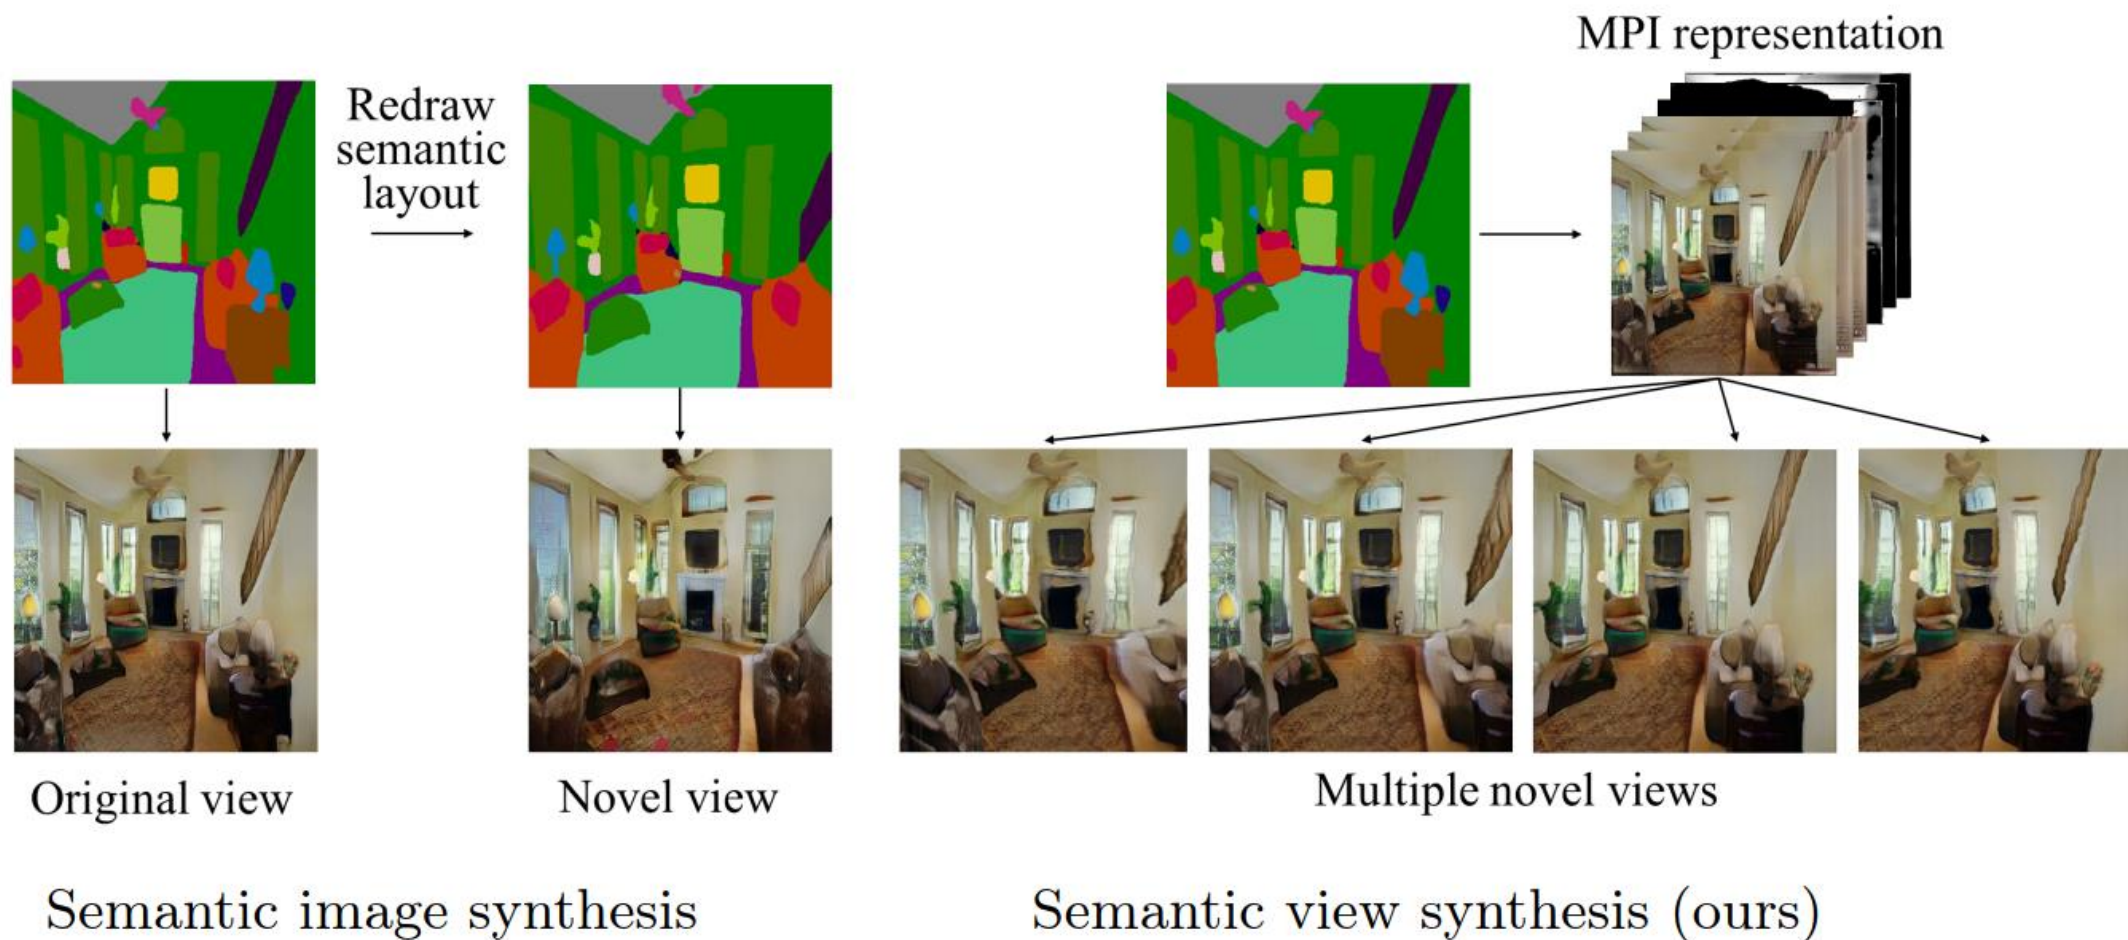 MPI representation
Redraw
semantic
layout
Original view
Novel view
Multiple novel views
Semantic image synthesis
Semantic view synthesis (ours)